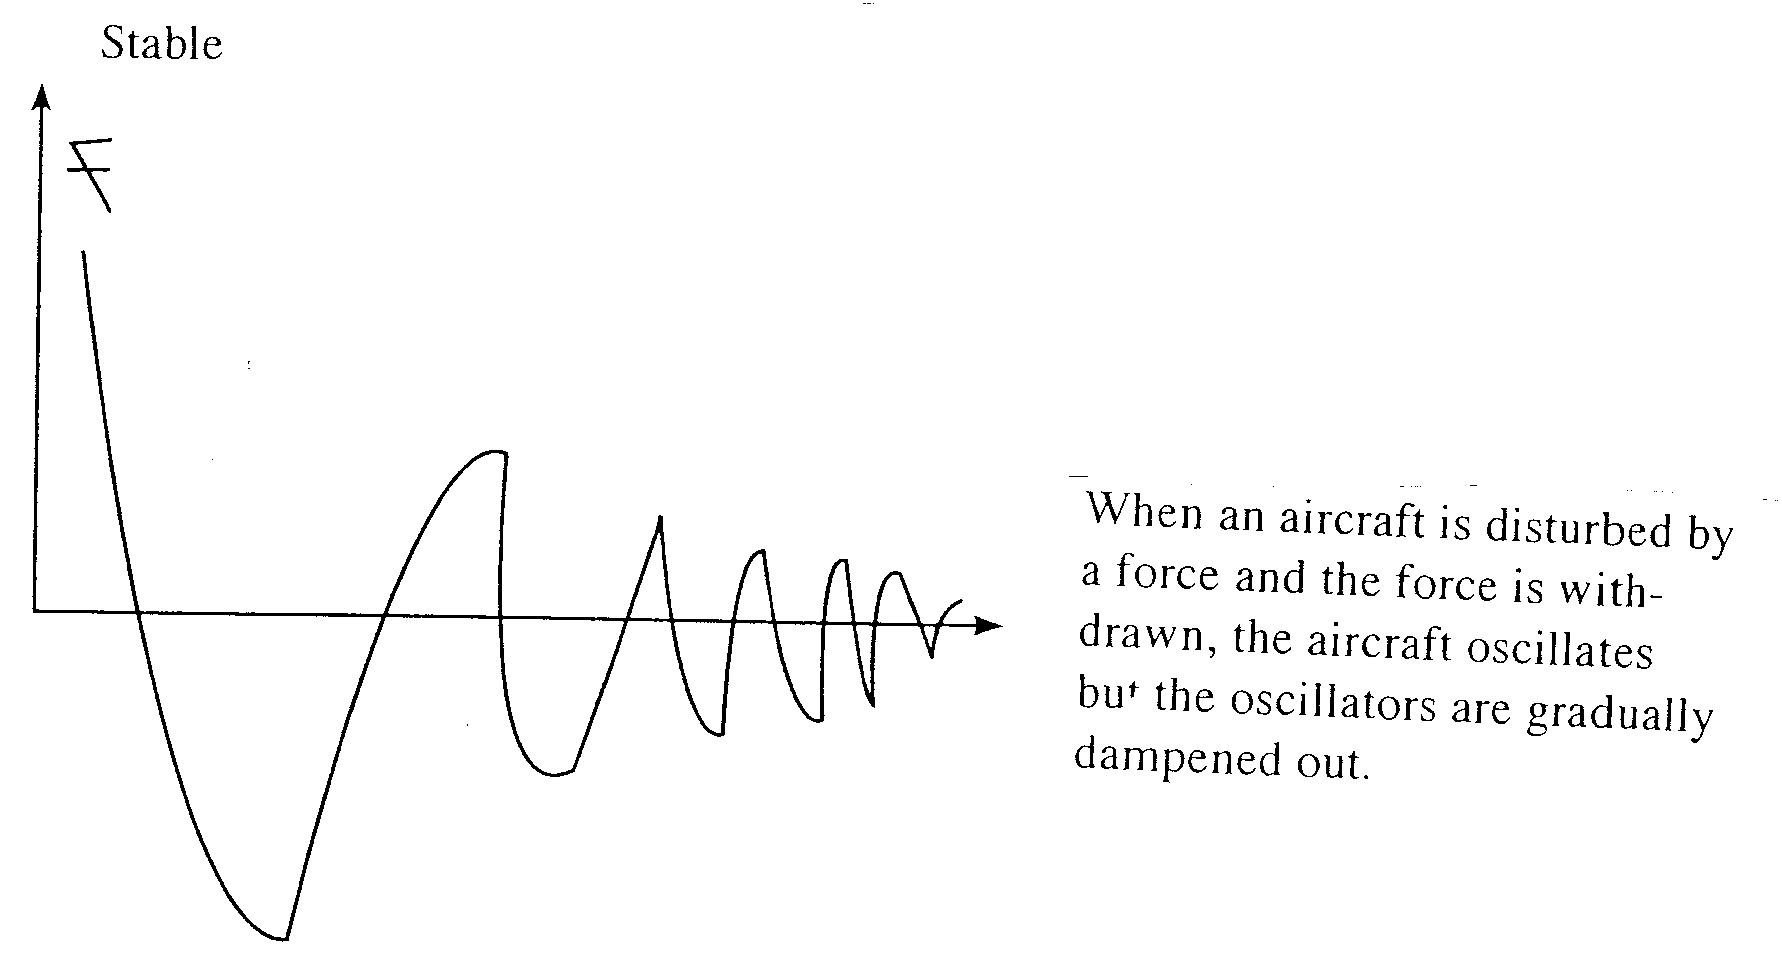 Stable
When an aircraft is disturbed by
a force and the force is with-
drawn, the aircraft oscillates
but the oscillators are gradually
dampened out.